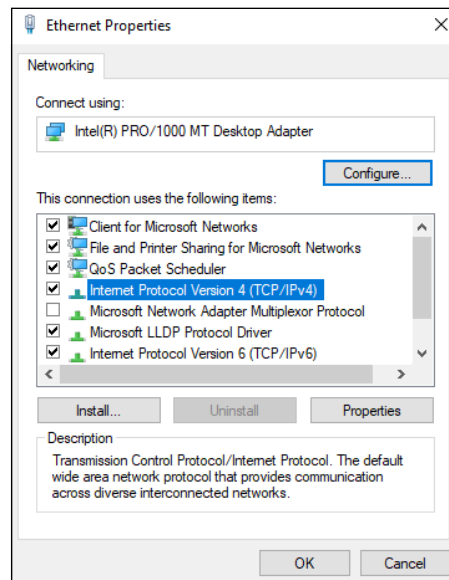 Ethernet Properties
Networking
Connect using:
Intel(R) PRO/1000 MT Desktop Adapter
Configure...
This connection uses the following items:
Client for Microsoft Networks
File and Printer Sharing for Microsoft Networks
QoS Packet Scheduler
Internet Protocol Version 4 (TCP/IPv4)
Microsoft Network Adapter Multiplexor Protocol
Microsoft LLDP Protocol Driver
Internet Protocol Version 6 (TCP/IPv6)
Install... Uninstall Properties
Description
Transmission Control Protocol/Internet Protocol. The default
wide area network protocol that provides communication
across diverse interconnected networks.
OK Cancel